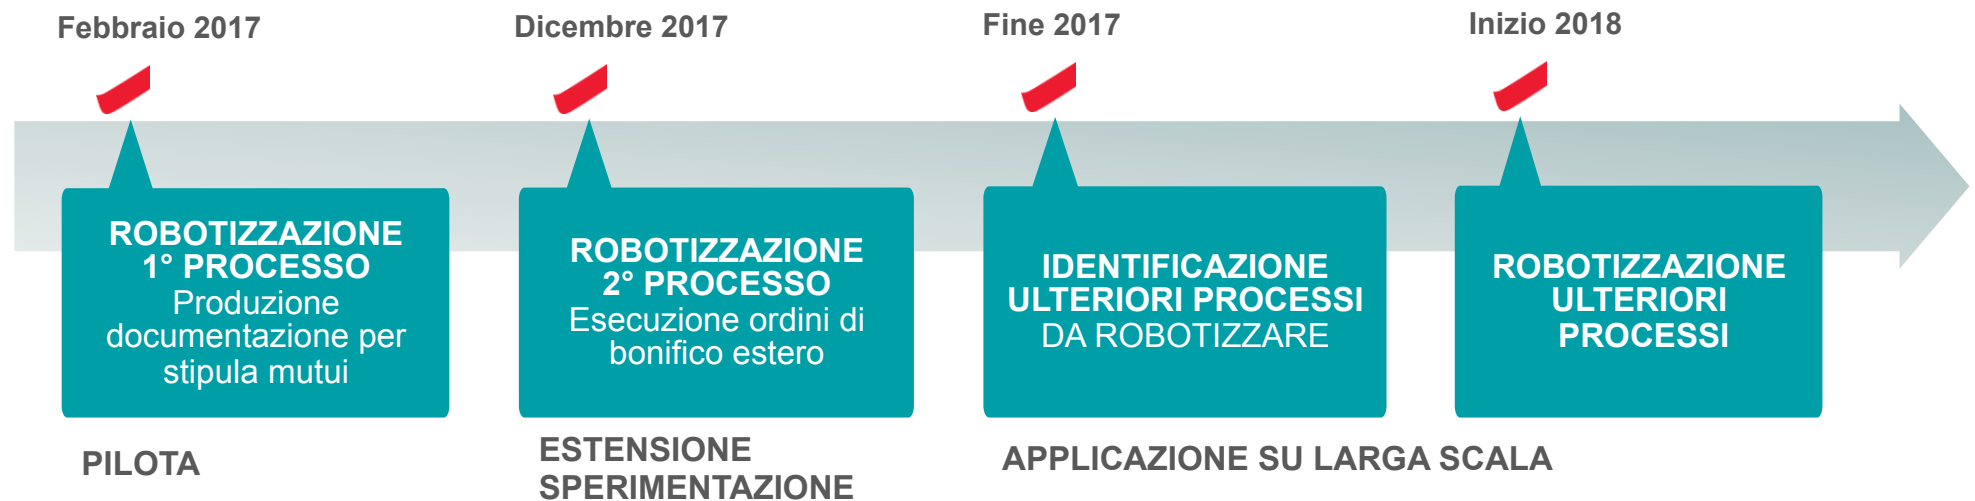 Febbraio 2017
Dicembre 2017
Fine 2017
Inizio 2018
ROBOTIZZAZIONE
1° PROCESSO
Produzione
documentazione per
stipula mutui
ROBOTIZZAZIONE
2° PROCESSO
Esecuzione ordini di
bonifico estero
IDENTIFICAZIONE
ULTERIORI PROCESSI
DA ROBOTIZZARE
ROBOTIZZAZIONE
ULTERIORI
PROCESSI
PILOTA
ESTENSIONE
SPERIMENTAZIONE
APPLICAZIONE SU LARGA SCALA